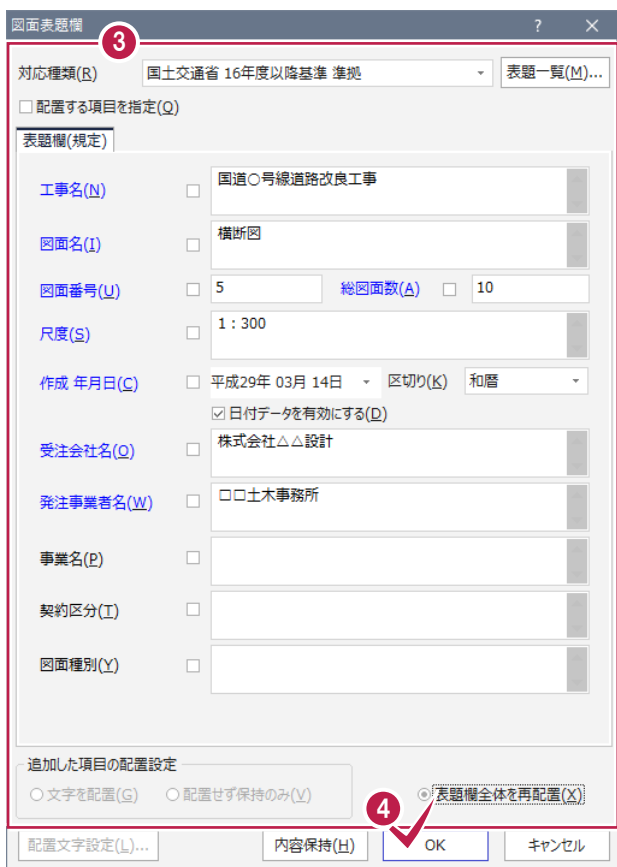 図面表題欄 ?
3
対応種類(R) 国土交通省 16年度以降基準 準拠 表題一覧(M)...
配置する項目を指定(Q)
表題欄(規定)
工事名(N) 国道○号線道路改良工事
図面名(I) 横断図
図面番号(U) 5 総図面数(A) 10
尺度(S) 1：300
作成 年月日(C) 平成29年 03月 14日 区切り(K) 和暦
日付データを有効にする(D)
受注会社名(O) 株式会社△△設計
発注事業者名(W) □□土木事務所
事業名(P)
契約区分(T)
図面種別(Y)
追加した項目の配置設定
文字を配置(G) 配置せず保持のみ(V) 表題欄全体を再配置(X)
4
配置文字設定(L)... 内容保持(H) OK キャンセル